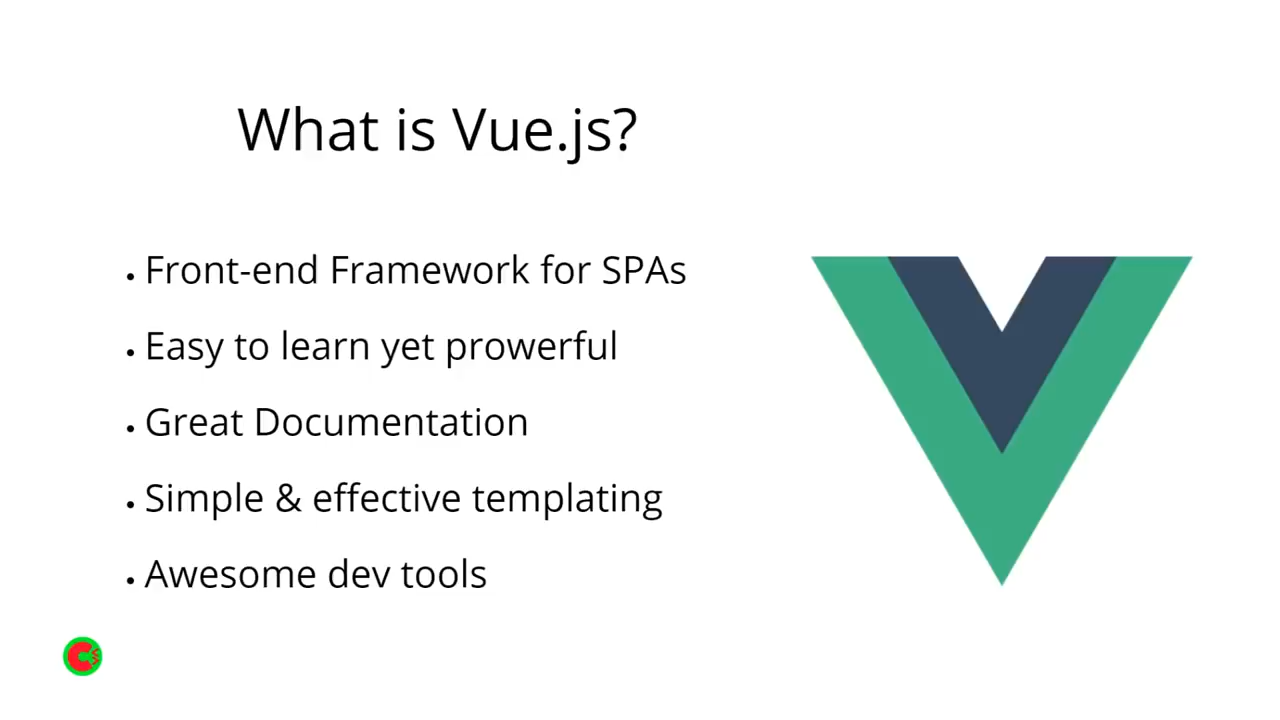 What is Vue.js?
• Front-end Framework for SPAs
• Easy to learn yet prowerful
• Great Documentation
• Simple & effective templating
• Awesome dev tools